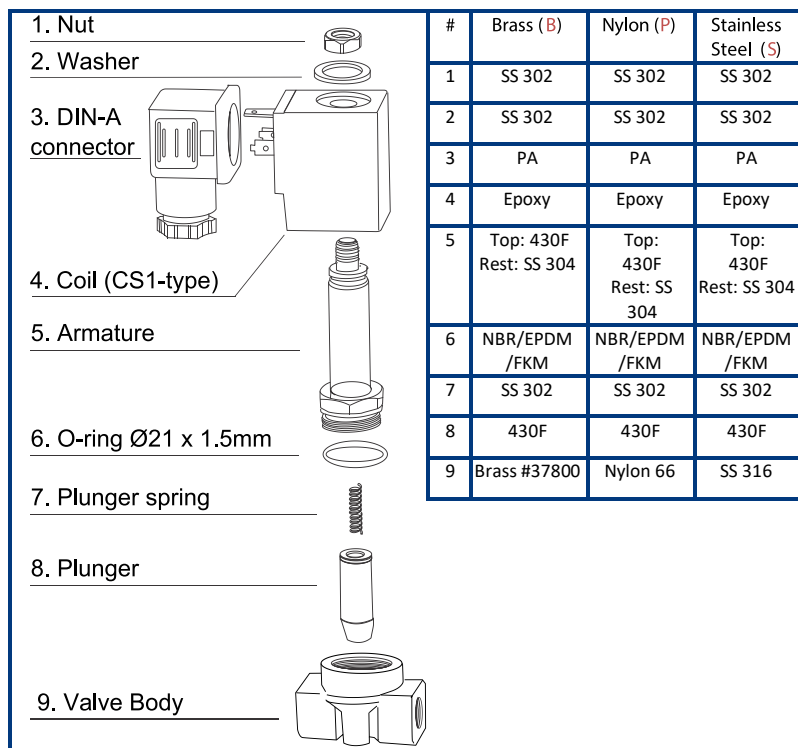 1. Nut
2. Washer
3. DIN-A
connector
4. Coil (CS1-type)
5. Armature
6. O-ring Ø21 x 1.5mm
7. Plunger spring
8. Plunger
9. Valve Body
# Brass (B) Nylon (P) Stainless
Steel (S)
1 SS 302 SS 302 SS 302
2 SS 302 SS 302 SS 302
3 PA PA PA
4 Epoxy Epoxy Epoxy
5 Top: 430F Top: Top:
Rest: SS 304 430F 430F
Rest: SS Rest: SS 304
304
6 NBR/EPDM NBR/EPDM NBR/EPDM
/FKM /FKM /FKM
7 SS 302 SS 302 SS 302
8 430F 430F 430F
9 Brass #37800 Nylon 66 SS 316